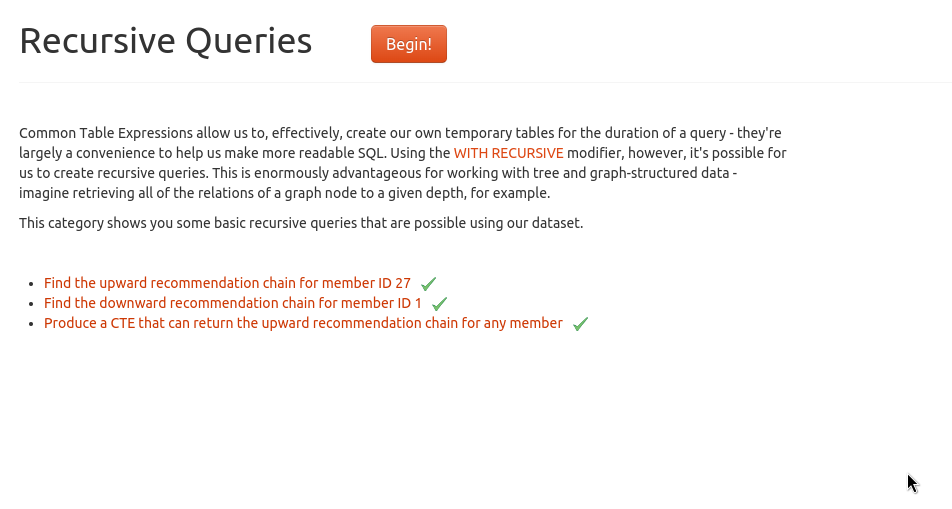 Recursive Queries
Begin!
Common Table Expressions allow us to, effectively, create our own temporary tables for the duration of a query - they're
largely a convenience to help us make more readable SQL. Using the WITH RECURSIVE modifier, however, it's possible for
us to create recursive queries. This is enormously advantageous for working with tree and graph-structured data -
imagine retrieving all of the relations of a graph node to a given depth, for example.
This category shows you some basic recursive queries that are possible using our dataset.
Find the upward recommendation chain for member ID 27
Find the downward recommendation chain for member ID 1
Produce a CTE that can return the upward recommendation chain for any member